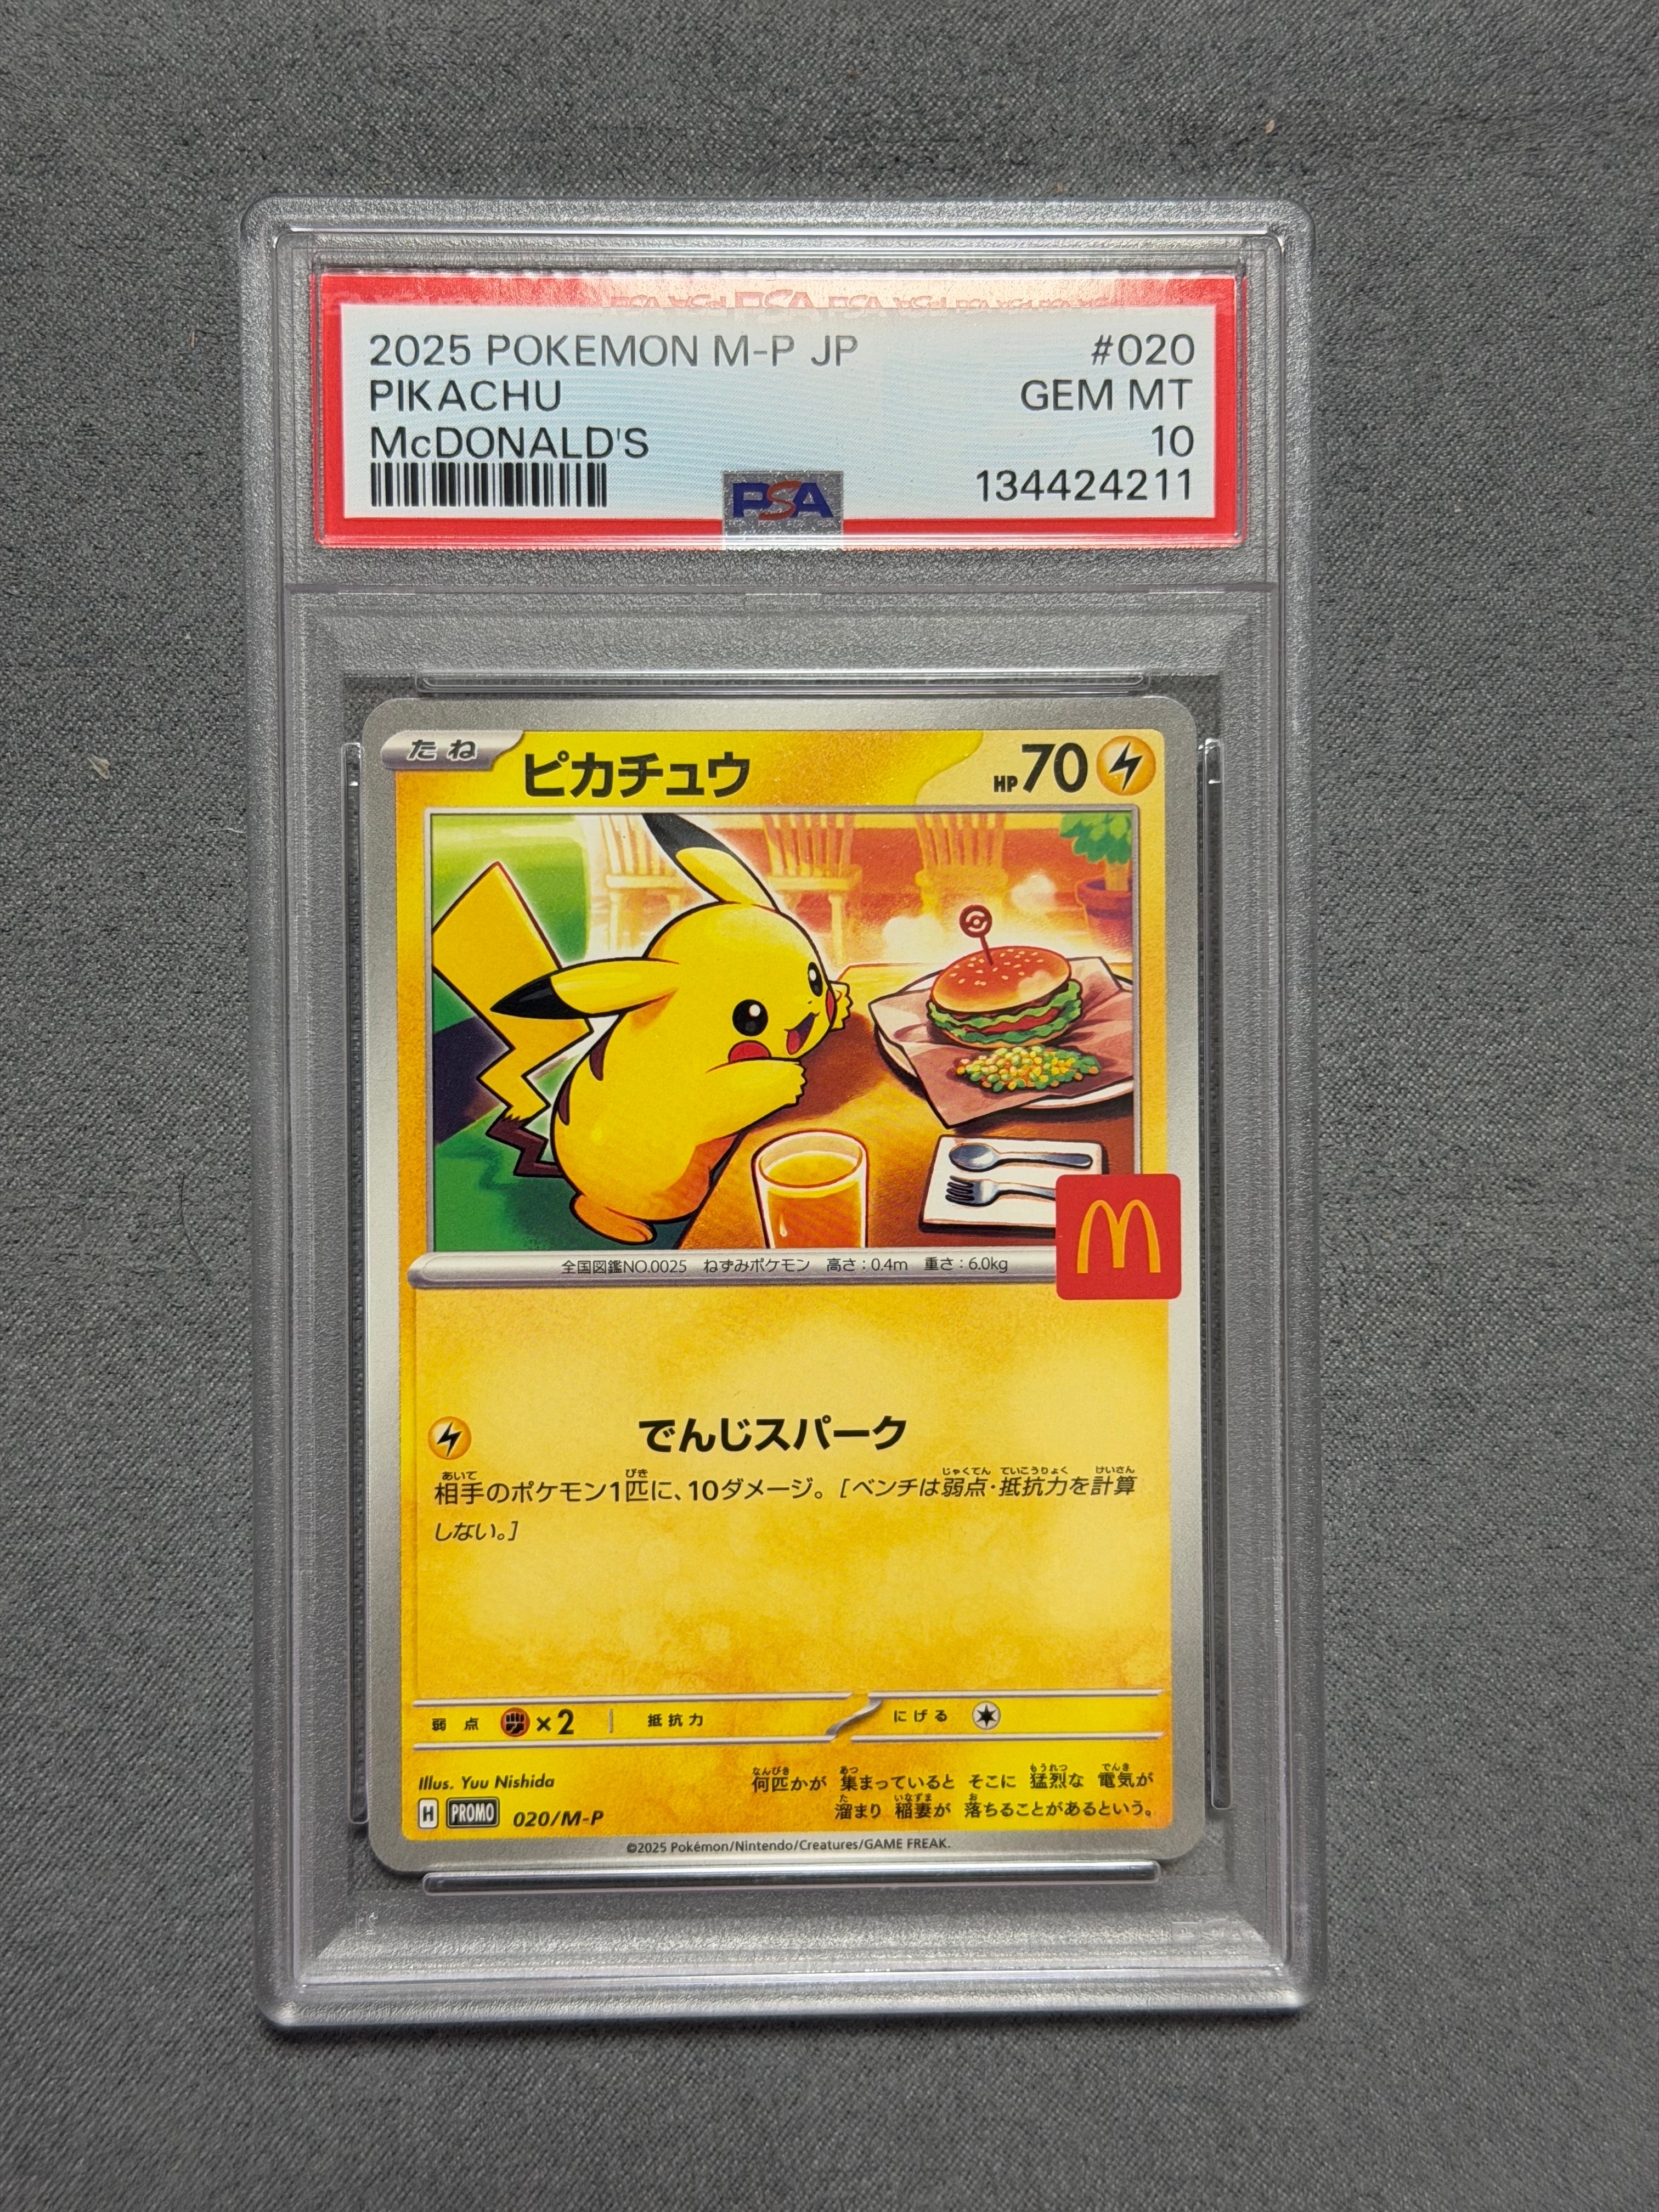 2025 POKEMON M-P JP #020
PIKACHU GEM MT
McDONALD'S 10
PSA 134424211
たね ピカチュウ HP70
全国図鑑NO.0025 ねずみポケモン 高さ：0.4m 重さ：6.0kg
でんじスパーク
相手のポケモン1匹に、10ダメージ。［ベンチは弱点・抵抗力を計算
しない。］
弱点 ×2 抵抗力 にげる
Illus. Yuu Nishida
何匹かが 集まっていると そこに 猛烈な 電気が
溜まり 稲妻が 落ちることがあるという。
H PROMO 020/M-P
©2025 Pokémon/Nintendo/Creatures/GAME FREAK.